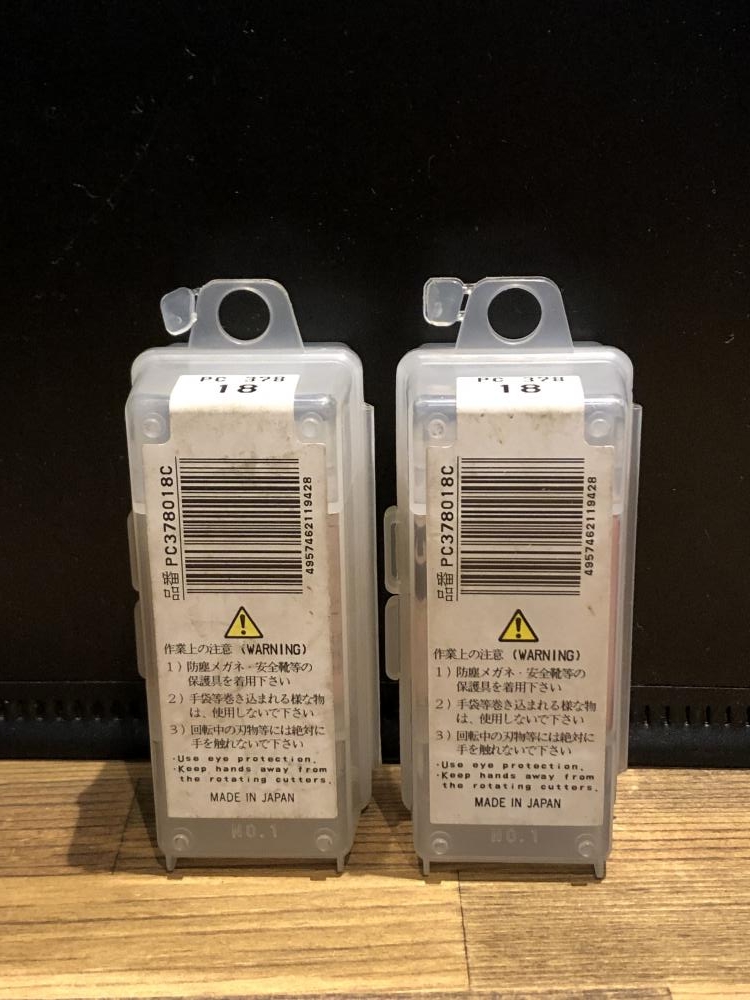 PC 378
18
品番 PC378018C
4957462119428
作業上の注意 (WARNING)
1) 防塵メガネ・安全靴等の
保護具を着用下さい
2) 手袋等巻き込まれる様な物
は、使用しないで下さい
3) 回転中の刃物等には絶対に
手を触れないで下さい
・Use eye protection.
・Keep hands away from
the rotating cutters.
MADE IN JAPAN
NO.1
PC 378
18
品番 PC378018C
4957462119428
作業上の注意 (WARNING)
1) 防塵メガネ・安全靴等の
保護具を着用下さい
2) 手袋等巻き込まれる様な物
は、使用しないで下さい
3) 回転中の刃物等には絶対に
手を触れないで下さい
・Use eye protection.
・Keep hands away from
the rotating cutters.
MADE IN JAPAN
NO.1